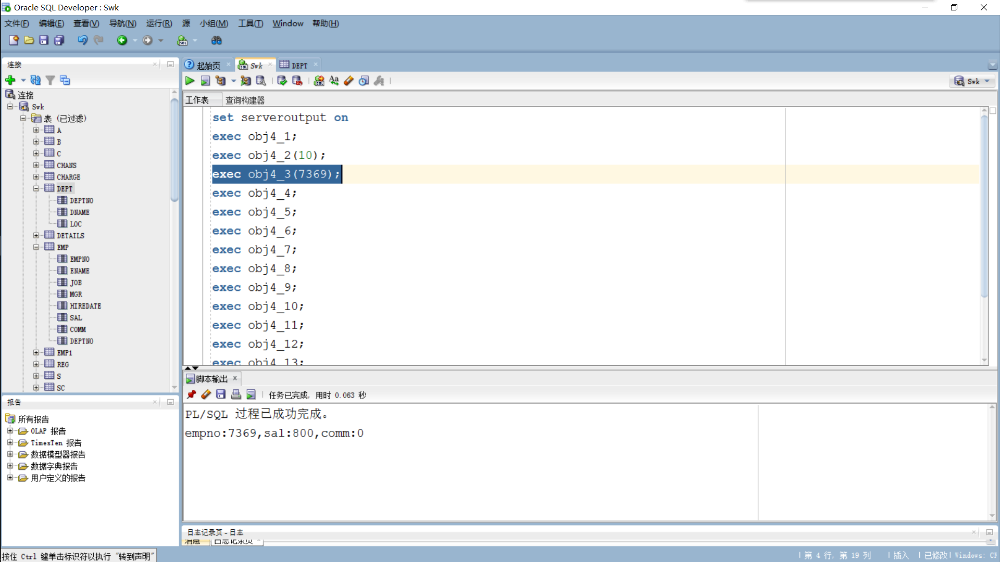 Oracle SQL Developer : Swk
文件(F) 编辑(E) 查看(V) 导航(N) 运行(R) 源 小组(M) 工具(T) Window 帮助(H)
连接
连接
Swk
表 (已过滤)
A
B
C
CHANS
CHARGE
DEPT
DEPTNO
DNAME
LOC
DETAILS
EMP
EMPNO
ENAME
JOB
MGR
HIREDATE
SAL
COMM
DEPTNO
EMP1
REG
S
SC
报告
所有报告
OLAP 报告
TimesTen 报告
数据模型器报告
数据字典报告
用户定义的报告
起始页 Swk DEPT
Swk
工作表 查询构建器
set serveroutput on
exec obj4_1;
exec obj4_2(10);
exec obj4_3(7369);
exec obj4_4;
exec obj4_5;
exec obj4_6;
exec obj4_7;
exec obj4_8;
exec obj4_9;
exec obj4_10;
exec obj4_11;
exec obj4_12;
exec obj4_13;
脚本输出
任务已完成, 用时 0.063 秒
PL/SQL 过程已成功完成。
empno:7369,sal:800,comm:0
日志记录页 - 日志
消息 日志记录页
按住 Ctrl 键单击标识符以执行 "转到声明"
第 4 行, 第 19 列 插入 已修改 Windows: CF